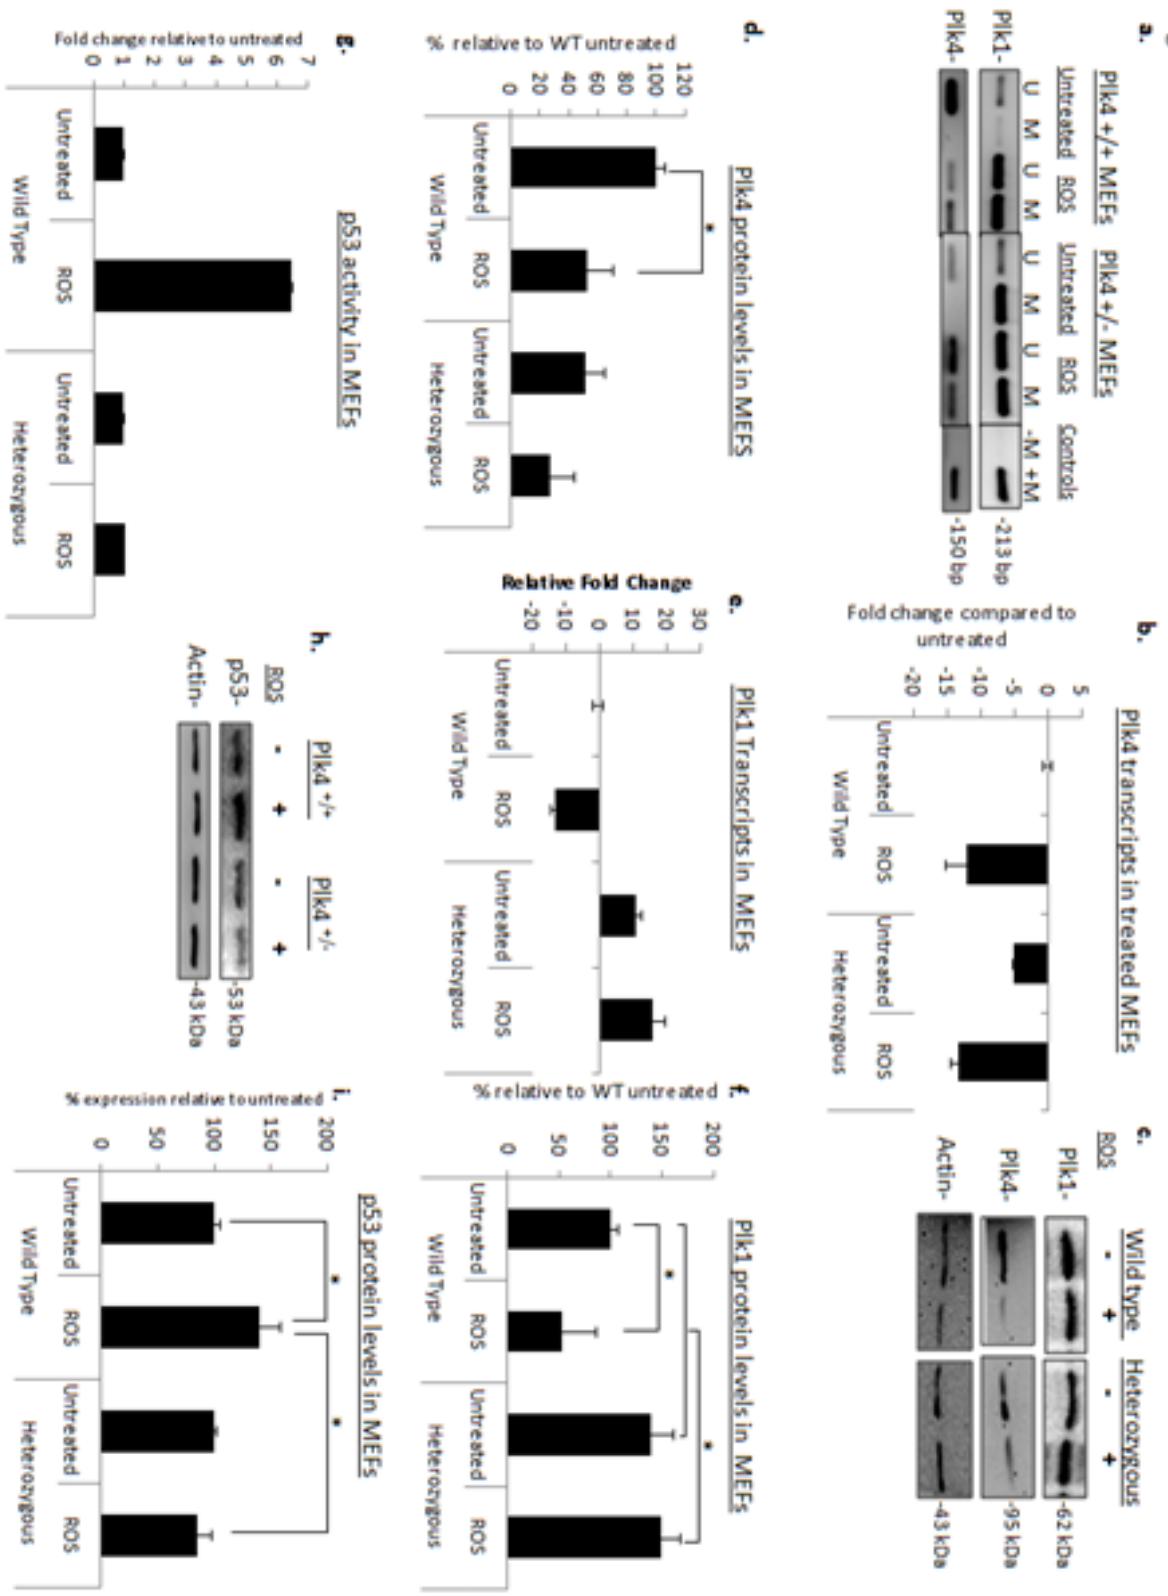 a.
Plk4 +/+ MEFs Plk4 +/- MEFs
Untreated ROS Untreated ROS Controls
U M U M U M U M -M +M
Plk1- -213 bp
Plk4- -150 bp
b.
Plk4 transcripts in treated MEFs
Fold change compared to
untreated
5
0
-5
-10
-15
-20
Untreated ROS Untreated ROS
Wild Type Heterozygous
c.
Wild type Heterozygous
ROS - + - +
Plk1- -62 kDa
Plk4- -95 kDa
Actin- -43 kDa
d.
Plk4 protein levels in MEFS
% relative to WT untreated
120
100
80
60
40
20
0
*
Untreated ROS Untreated ROS
Wild Type Heterozygous
e.
Plk1 Transcripts in MEFs
Relative Fold Change
30
20
10
0
-10
-20
Untreated ROS Untreated ROS
Wild Type Heterozygous
f.
Plk1 protein levels in MEFs
% relative to WT untreated
200
150
100
50
0
* *
Untreated ROS Untreated ROS
Wild Type Heterozygous
g.
p53 activity in MEFs
Fold change relative to untreated
7
6
5
4
3
2
1
0
Untreated ROS Untreated ROS
Wild Type Heterozygous
h.
Plk4 +/+ Plk4 +/-
ROS - + - +
p53- -53 kDa
Actin- -43 kDa
i.
p53 protein levels in MEFs
% expression relative to untreated
200
150
100
50
0
* *
Untreated ROS Untreated ROS
Wild Type Heterozygous